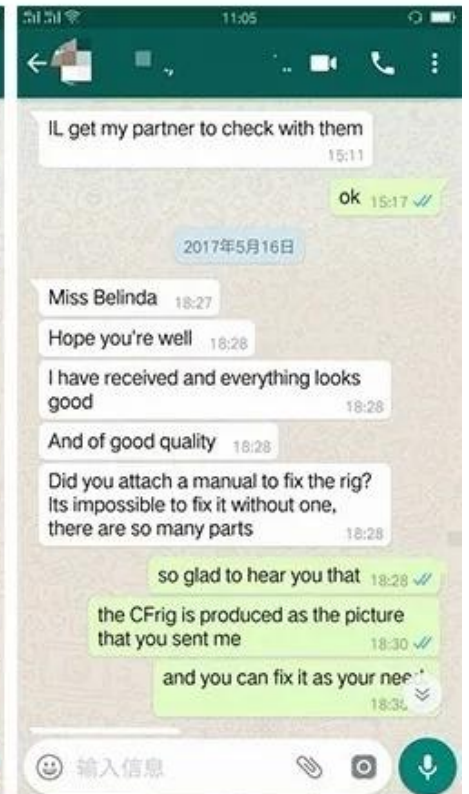 11:05
IL get my partner to check with them
15:11
ok 15:17
2017年5月16日
Miss Belinda 18:27
Hope you're well 18:28
I have received and everything looks
good
18:28
And of good quality 18:28
Did you attach a manual to fix the rig?
Its impossible to fix it without one,
there are so many parts
18:28
so glad to hear you that 18:28
the CFrig is produced as the picture
that you sent me
18:30
and you can fix it as your need
输入信息